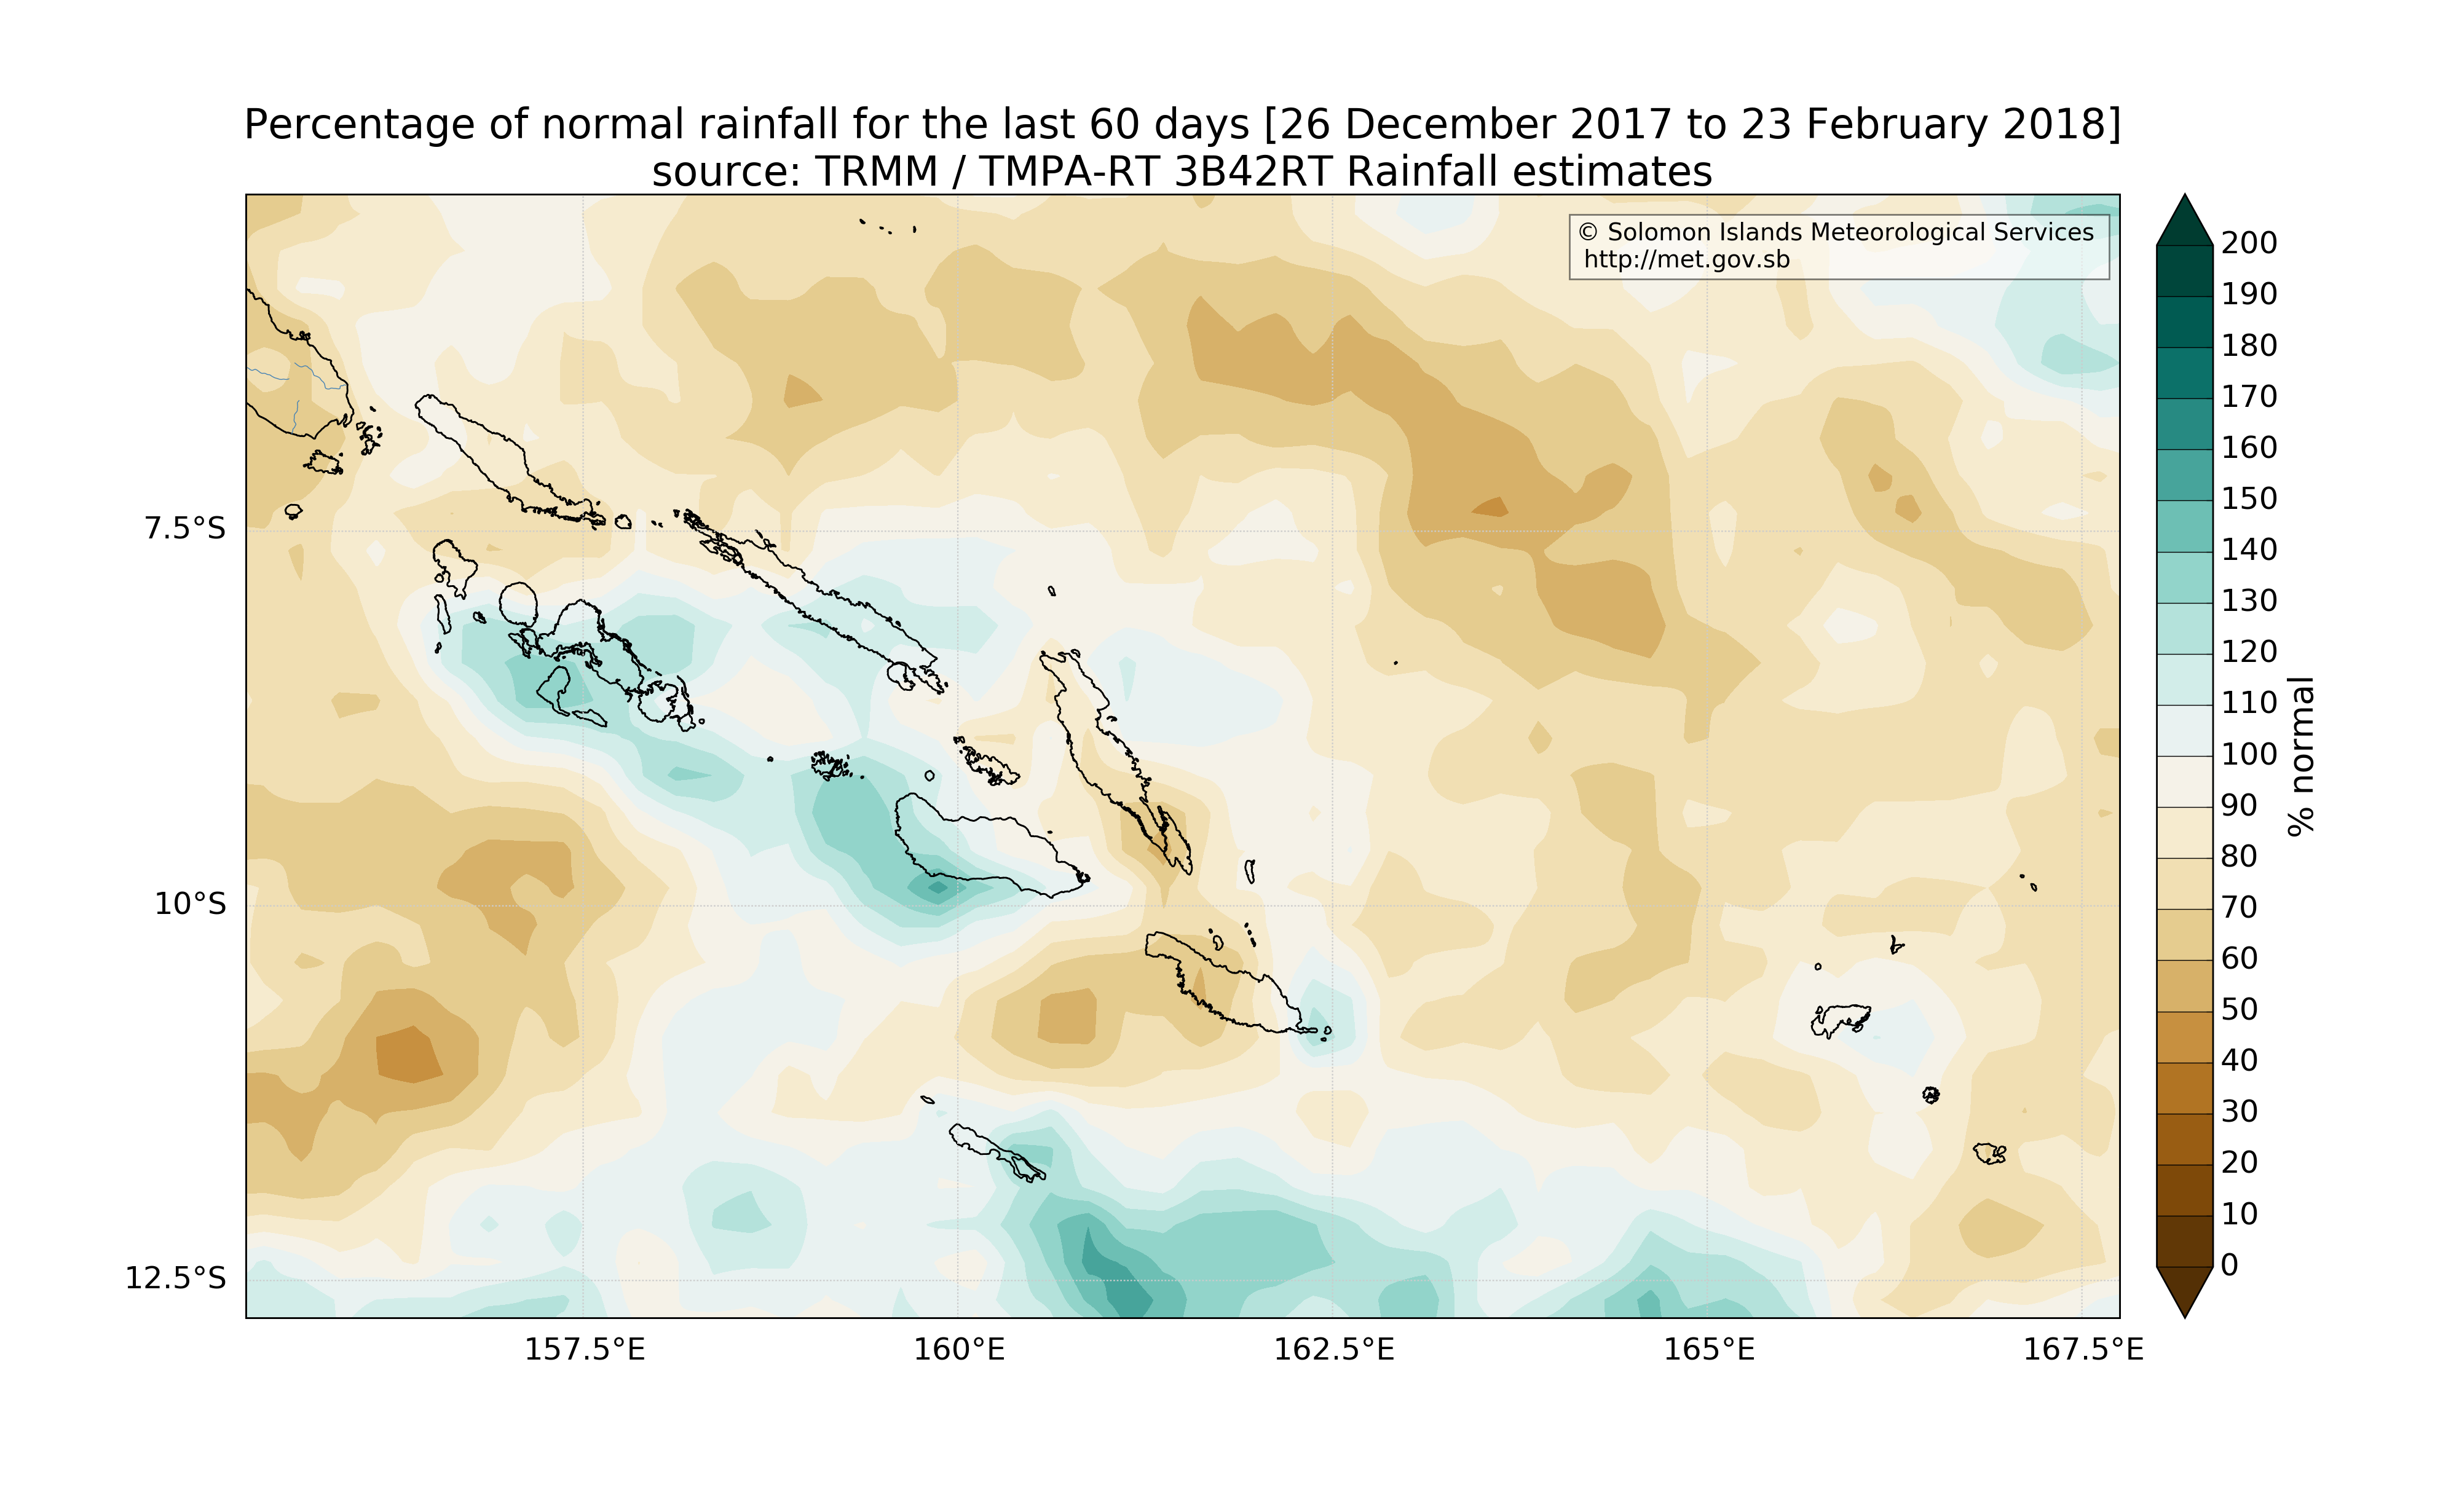 Percentage of normal rainfall for the last 60 days [26 December 2017 to 23 February 2018]
source: TRMM / TMPA-RT 3B42RT Rainfall estimates
© Solomon Islands Meteorological Services
http://met.gov.sb
7.5°S
10°S
12.5°S
157.5°E
160°E
162.5°E
165°E
167.5°E
200
190
180
170
160
150
140
130
120
110
100
90
80
70
60
50
40
30
20
10
0
% normal